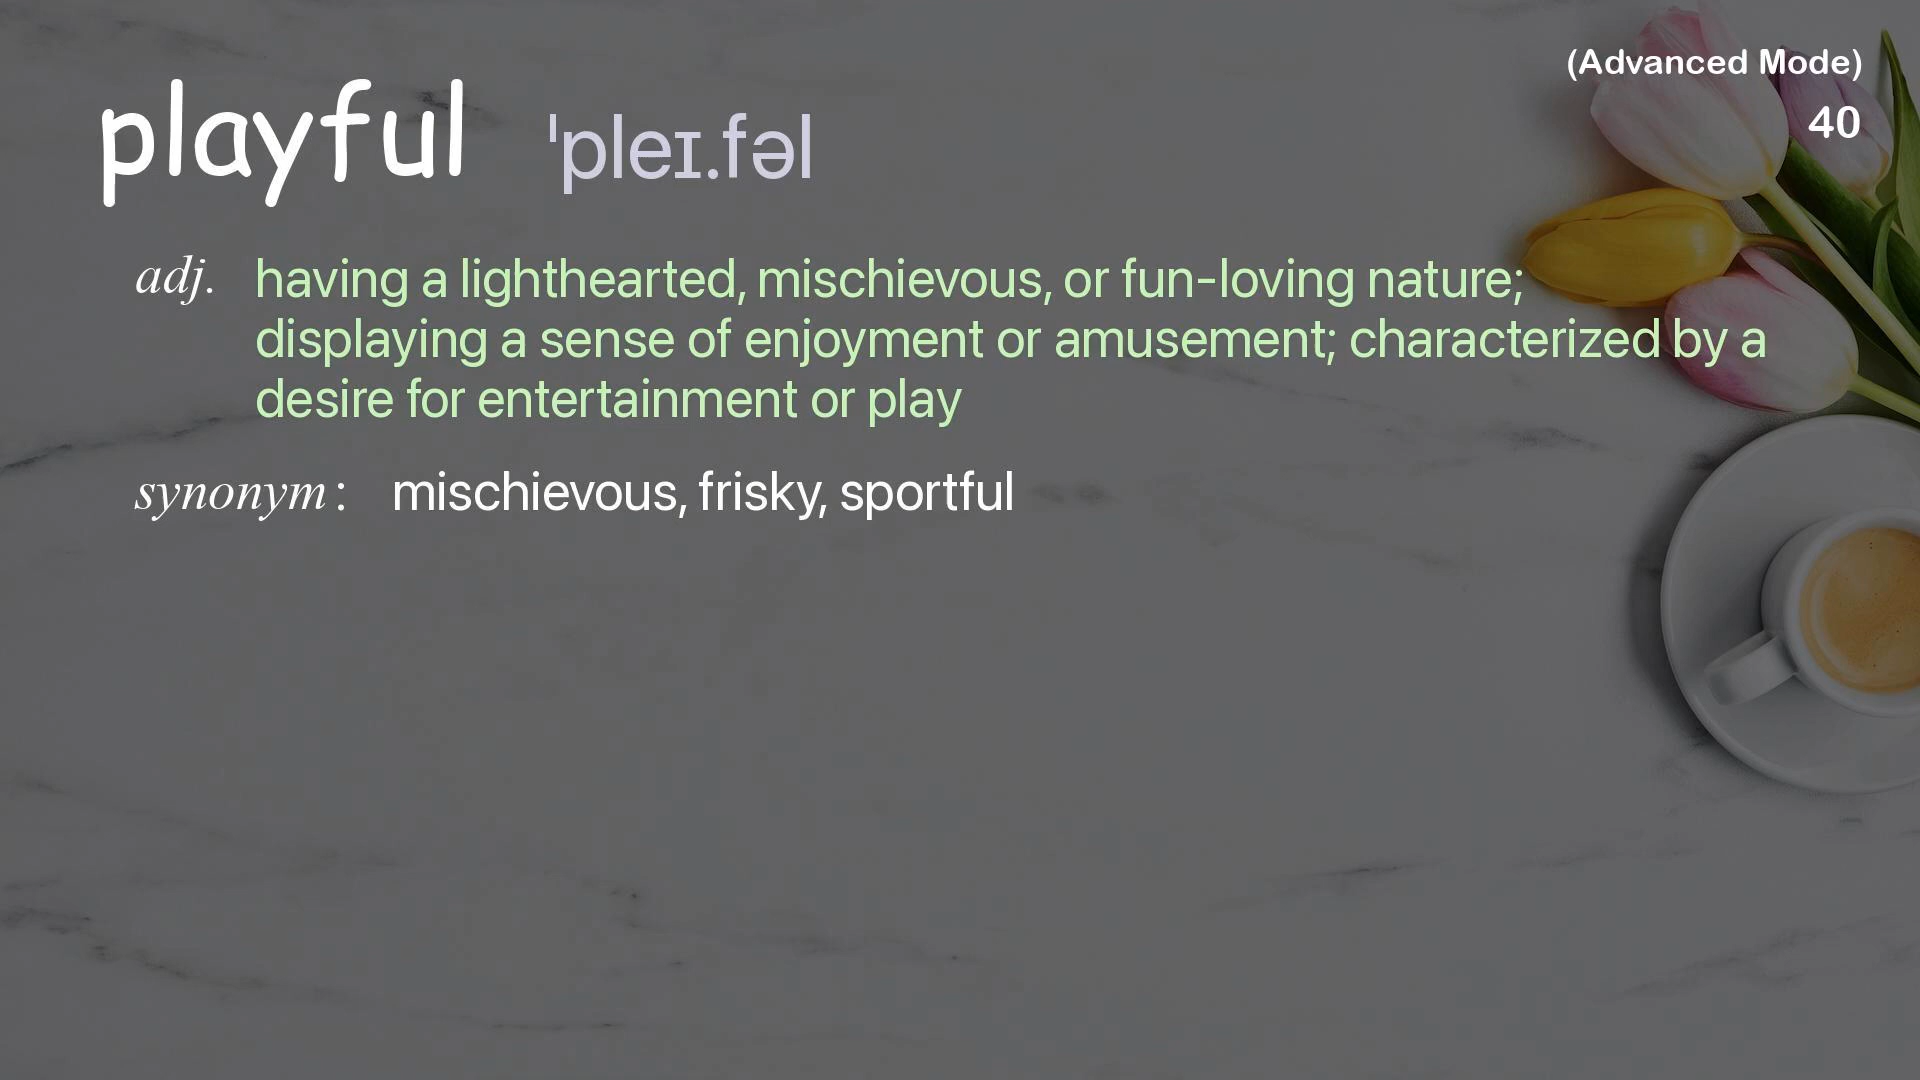 (Advanced Mode)
40
playful ˈpleɪ.fəl
adj. having a lighthearted, mischievous, or fun-loving nature;
displaying a sense of enjoyment or amusement; characterized by a
desire for entertainment or play
synonym: mischievous, frisky, sportful